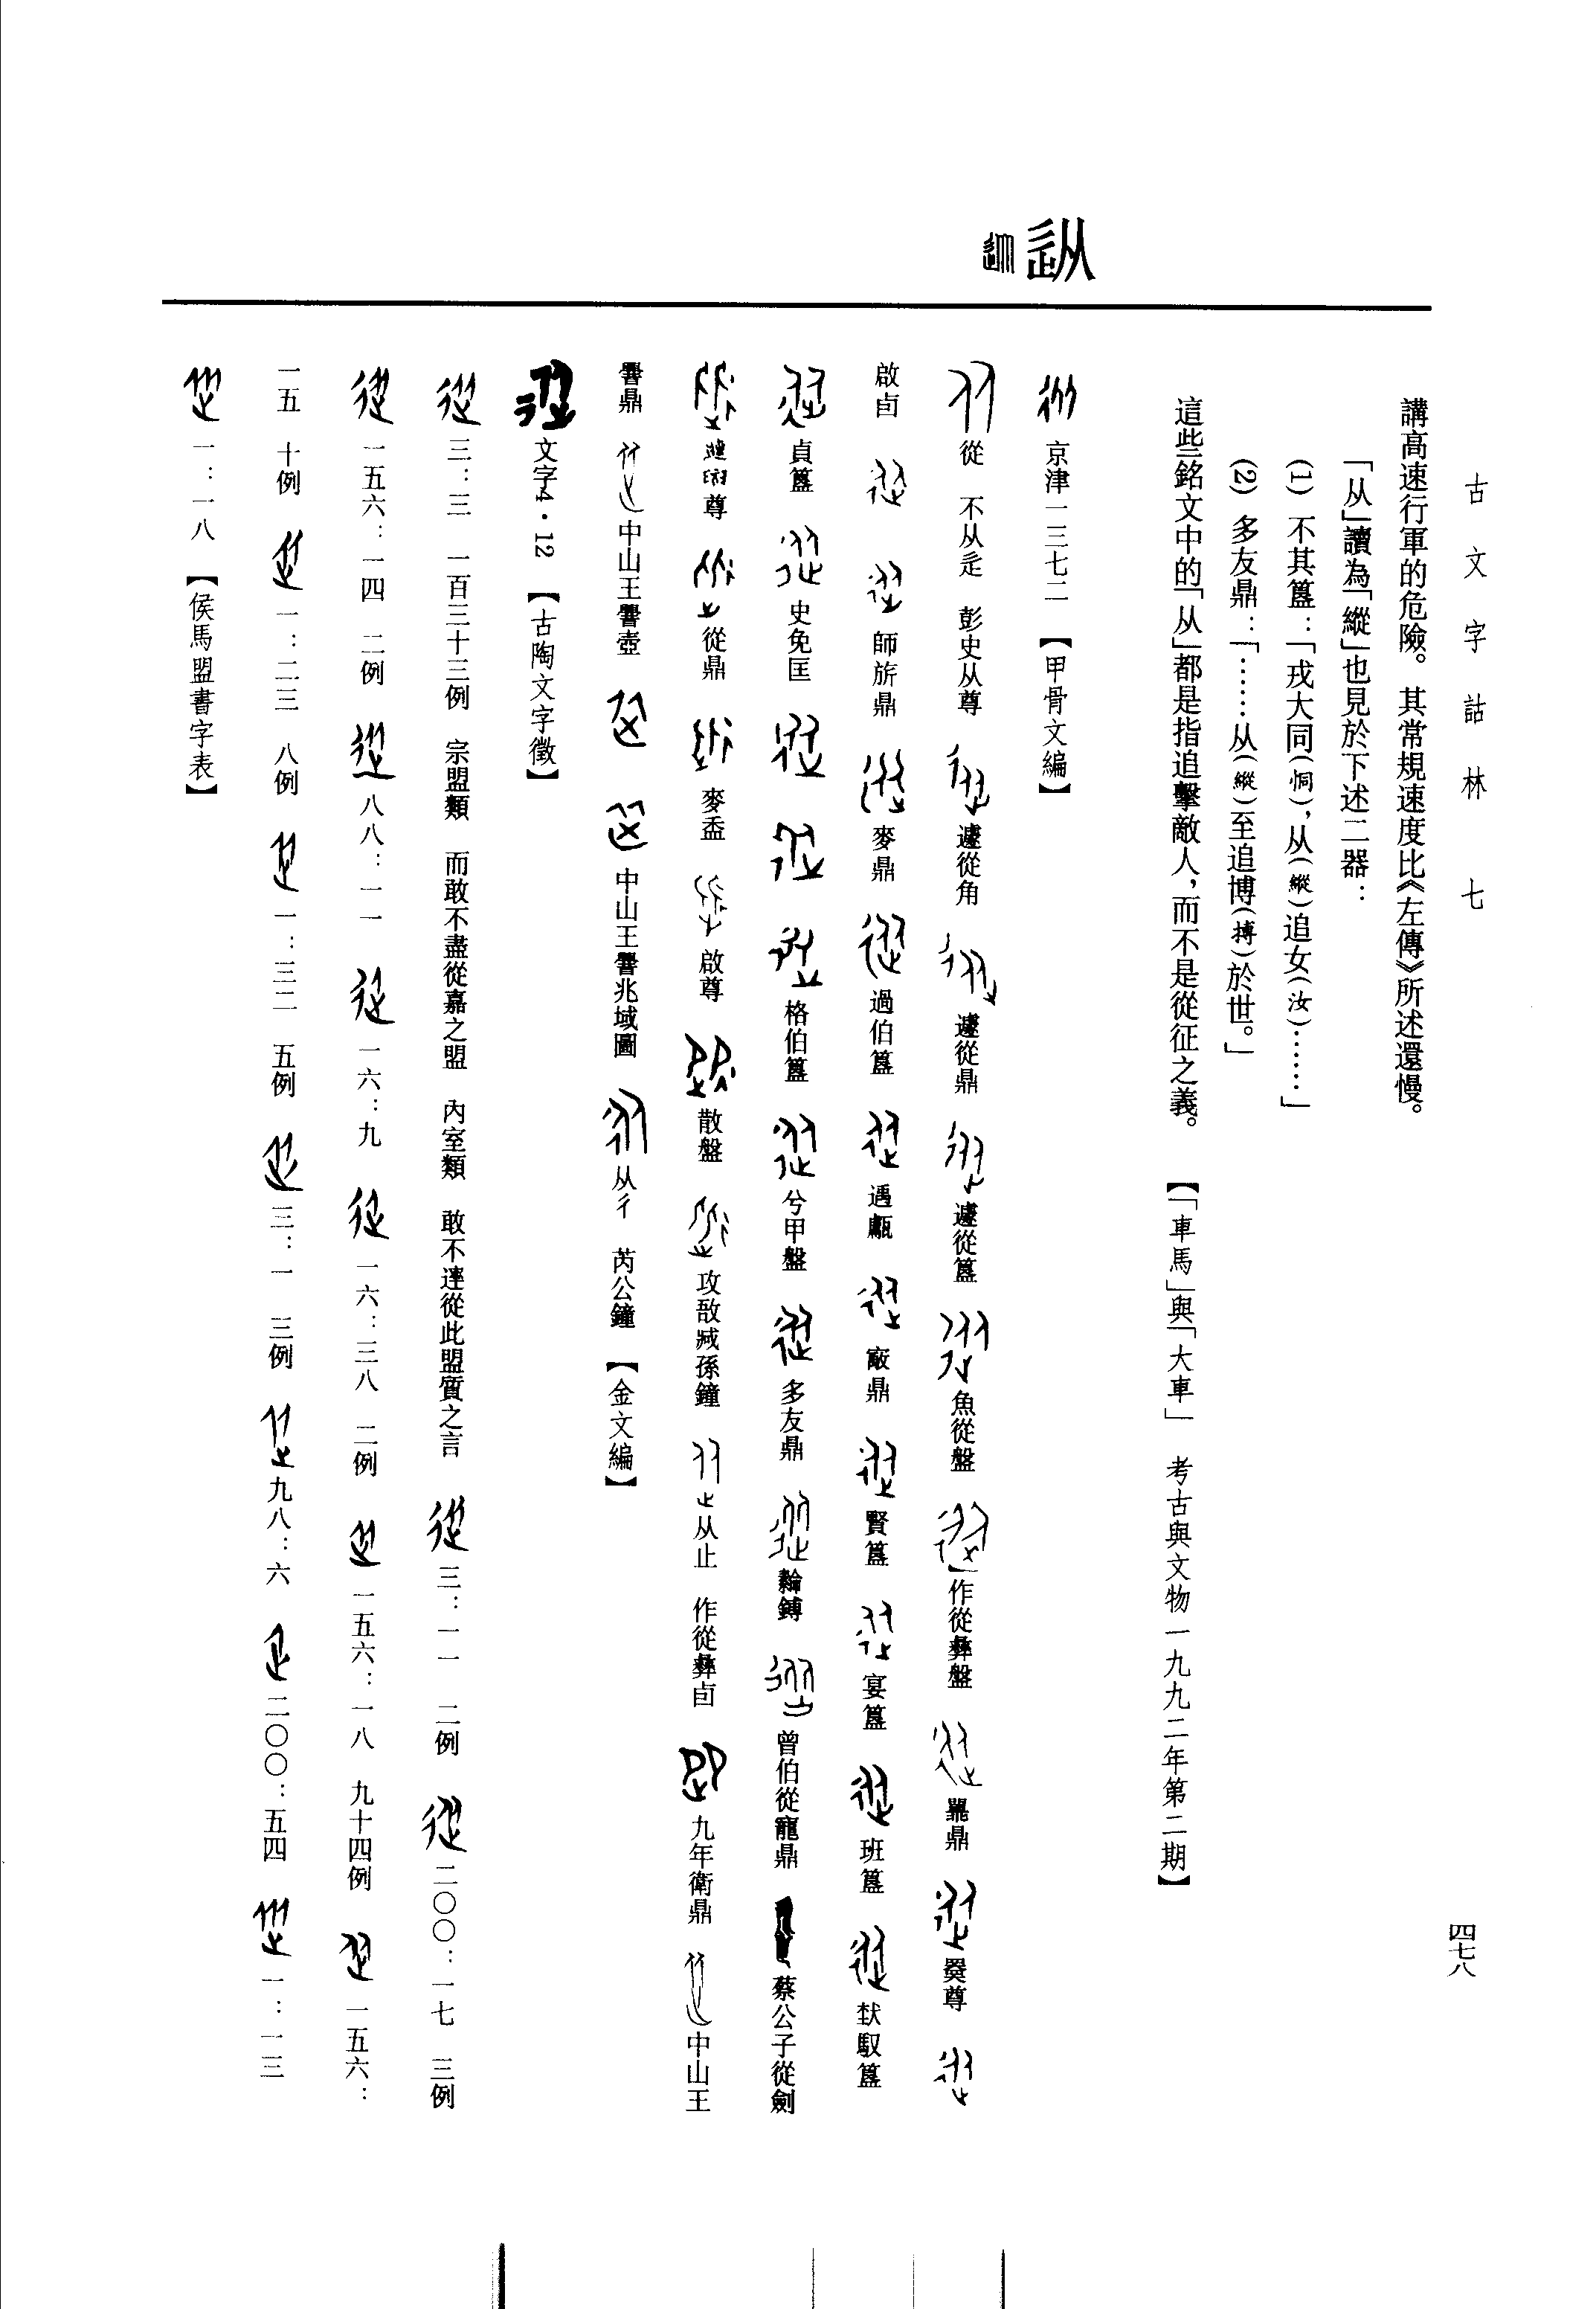 古文字詁林 七
四七八
講高速行軍的危險。其常規速度比《左傳》所述還慢。
「从」讀為「縱」也見於下述二器：
(1) 不其簋：「戎大同(恫)，从(縱)追女(汝)……」
(2) 多友鼎：「……从(縱)至追博(搏)於世。」
這些銘文中的「从」都是指追擊敵人，而不是從征之義。 【「車馬」與「大車」 考古與文物一九九二年第二期】
京津一三七二 【甲骨文編】
從 不从辵 彭史从尊 遽從角 遽從鼎 遽從簋 魚從盤 作從彝盤 鼎 㷼尊
啟卣 師旂鼎 麥鼎 過伯簋 遇甗 鼎 賢簋 宴簋 班簋 㺇馭簋
貞簋 史免匡 格伯簋 兮甲盤 多友鼎 鎛 曾伯從寵鼎 蔡公子從劍
尊 從鼎 麥盉 啟尊 散盤 攻敔臧孫鐘 从止 作從彝卣 九年衛鼎 中山王
鼎 中山王壺 中山王兆域圖 从彳 芮公鐘 【金文編】
文字4·12 【古陶文字徵】
三：三 一百三十三例 宗盟類 而敢不盡從嘉之盟 內室類 敢不達從此盟質之言 三：一一 二例 二〇〇：一七 三例
一五六：一四 二例 八八：一一 一六：九 一六：三八 二例 一五六：一八 九十四例 一五六：
一五 十例 一：二三 八例 一：三二 五例 三：一 三例 九八：六 二〇〇：五四 一：一三
一：一八 【侯馬盟書字表】